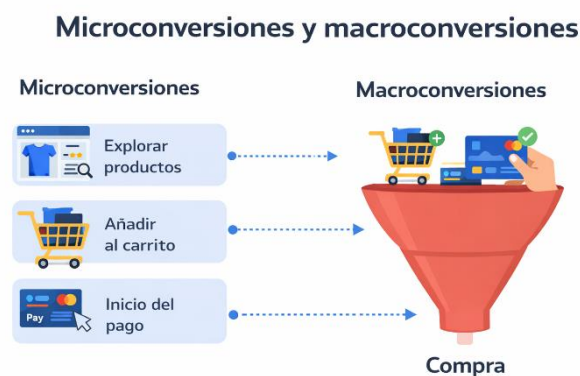 Microconversiones y macroconversiones
Microconversiones
Macroconversiones
Explorar
productos
Añadir
al carrito
Inicio del
pago
Pay
Compra